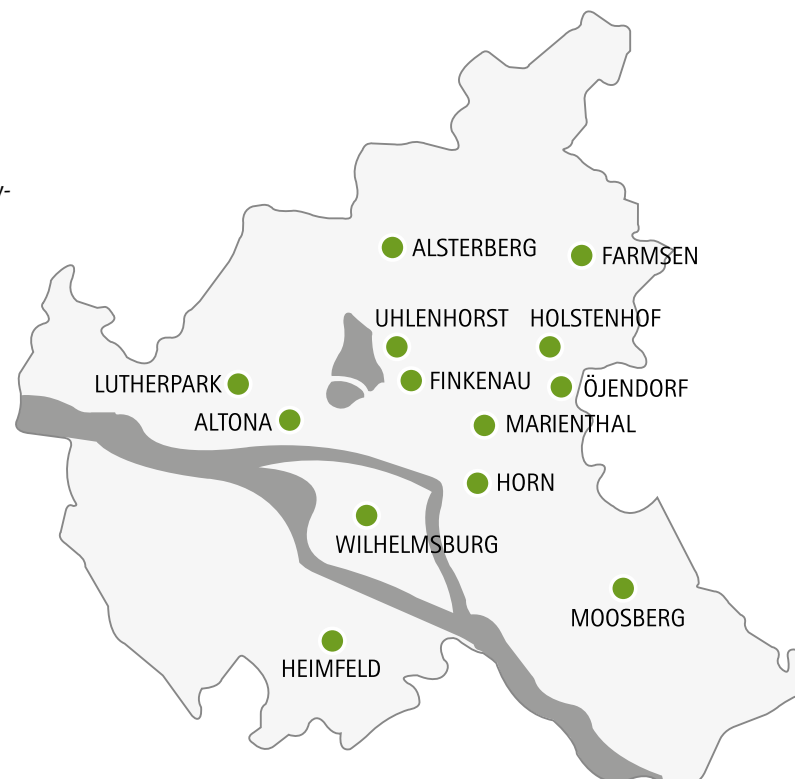 v-
ALSTERBERG
FARMSEN
UHLENHORST
HOLSTENHOF
LUTHERPARK
FINKENAU
ÖJENDORF
ALTONA
MARIENTHAL
HORN
WILHELMSBURG
MOOSBERG
HEIMFELD